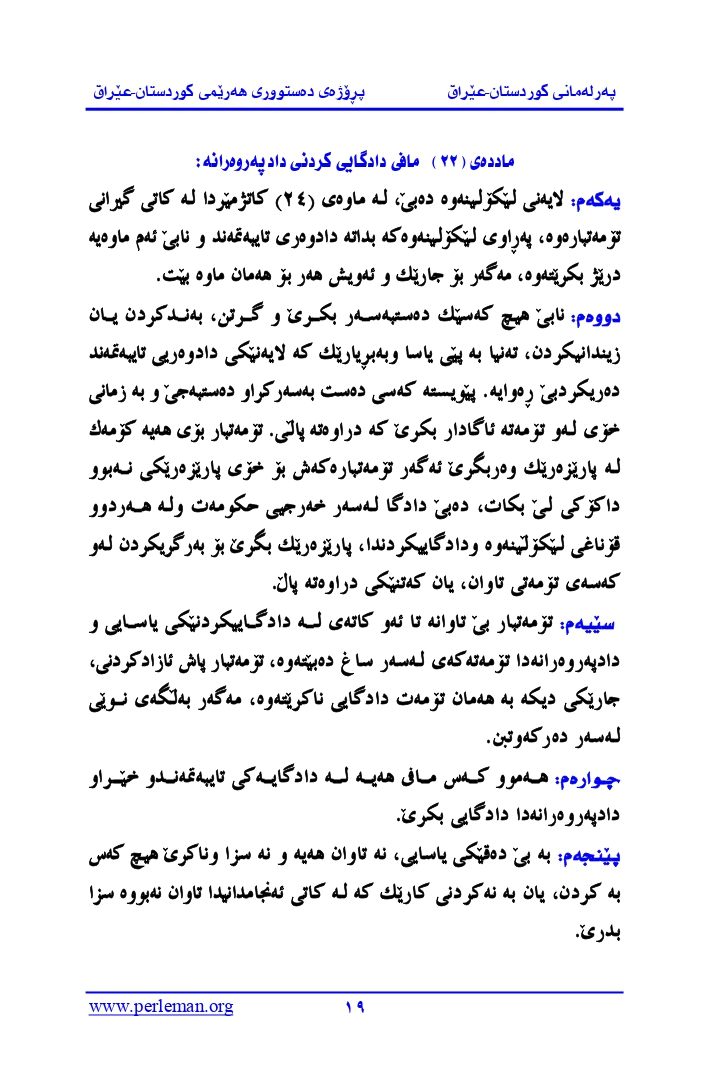 پەرلەمانی کوردستان-عێراق پڕۆژەی دەستووری هەرێمی کوردستان-عێراق
ماددەی (٢٢) مافی دادگایی کردنی دادپەروەرانە:
یەکەم: لایەنی لێکۆلینەوە دەبێ، لە ماوەی (٢٤) کاتژمێردا لە کاتی گیرانی
تۆمەتبارەوە، پەڕاوی لێکۆلینەوەکە بداتە دادوەری تایبەتمەند و نابێ ئەم ماوەیە
درێژ بکرێتەوە، مەگەر بۆ جارێك و ئەویش هەر بۆ هەمان ماوە بێت.
دووەم: نابێ هیچ کەسێك دەستبەسەر بکرێ و گرتن، بەندکردن یان
زیندانیکردن، تەنیا بە پێی یاسا وبەبڕیارێك کە لایەنێکی دادوەریی تایبەتمەند
دەریکردبێ ڕەوایە. پێویستە کەسی دەست بەسەرکراو دەستبەجێ و بە زمانی
خۆی لەو تۆمەتە ئاگادار بکرێ کە دراوەتە پاڵی. تۆمەتبار بۆی هەیە کۆمەك
لە پارێزەرێك وەربگرێ ئەگەر تۆمەتبارەکەش بۆ خۆی پارێزەرێکی نەبوو
داکۆکی لێ بکات، دەبێ دادگا لەسەر خەرجیی حکومەت ولە هەردوو
قۆناغی لێکۆڵینەوە ودادگاییکردندا، پارێزەرێك بگرێ بۆ بەرگریکردن لەو
کەسەی تۆمەتی تاوان، یان کەتنێکی دراوەتە پاڵ.
سێیەم: تۆمەتبار بێ تاوانە تا ئەو کاتەی لە دادگاییکردنێکی یاسایی و
دادپەروەرانەدا تۆمەتەکەی لەسەر ساغ دەبێتەوە، تۆمەتبار پاش ئازادکردنی،
جارێکی دیکە بە هەمان تۆمەت دادگایی ناکرێتەوە، مەگەر بەڵگەی نوێی
لەسەر دەرکەوتبن.
چوارەم: هەموو کەس مافی هەیە لە دادگایەکی تایبەتمەندو خێراو
دادپەروەرانەدا دادگایی بکرێ.
پێنجەم: بە بێ دەقێکی یاسایی، نە تاوان هەیە و نە سزا وناکرێ هیچ کەس
بە کردن، یان بە نەکردنی کارێك کە لە کاتی ئەنجامدانیدا تاوان نەبووە سزا
بدرێ.
www.perleman.org ١٩